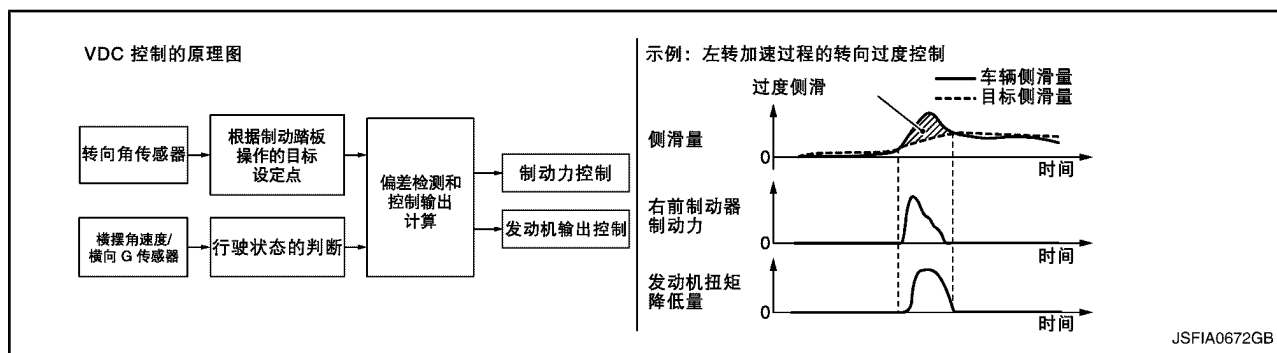 VDC 控制的原理图
转向角传感器
根据制动踏板
操作的目标
设定点
横摆角速度/
横向 G 传感器
行驶状态的判断
偏差检测和
控制输出
计算
制动力控制
发动机输出控制
示例：左转加速过程的转向过度控制
过度侧滑
车辆侧滑量
目标侧滑量
侧滑量
0
时间
右前制动器
制动力
0
时间
发动机扭矩
降低量
0
时间
JSFIA0672GB